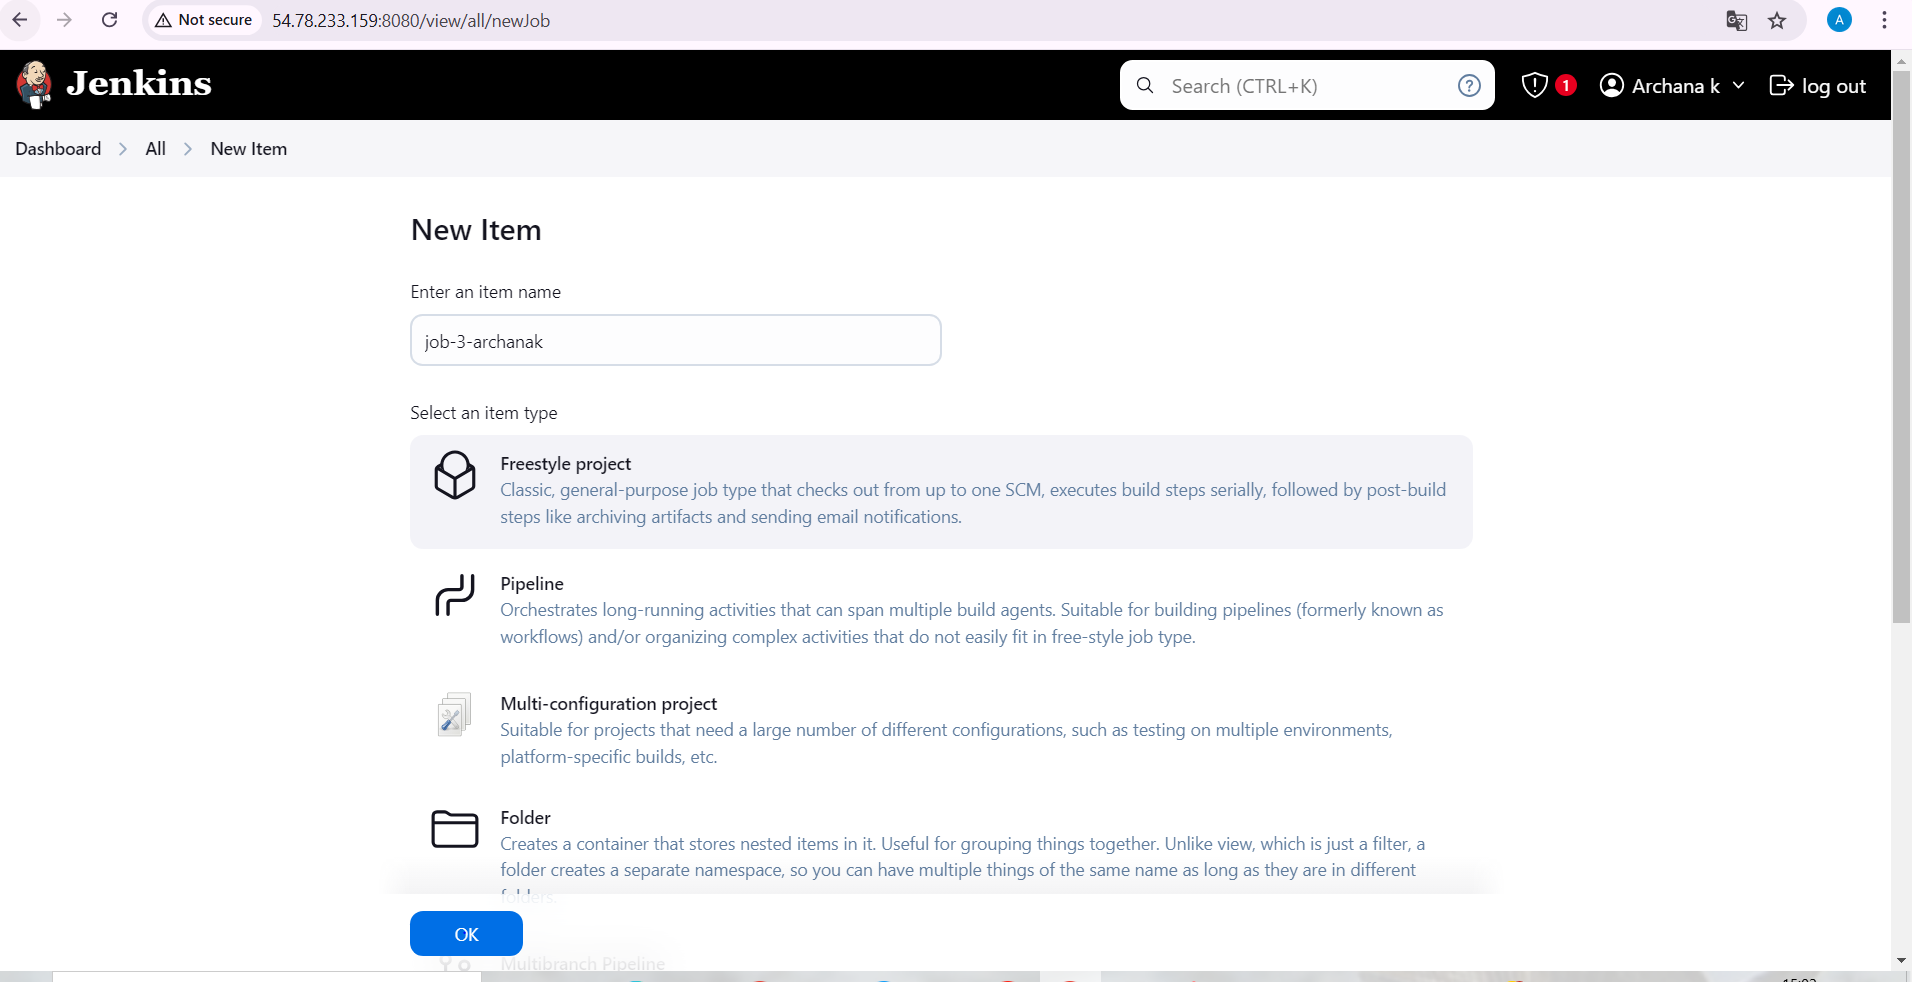 Not secure 54.78.233.159:8080/view/all/newJob A
Jenkins Search (CTRL+K) ? 1 Archana k log out
Dashboard > All > New Item
New Item
Enter an item name
job-3-archanak
Select an item type
Freestyle project
Classic, general-purpose job type that checks out from up to one SCM, executes build steps serially, followed by post-build
steps like archiving artifacts and sending email notifications.
Pipeline
Orchestrates long-running activities that can span multiple build agents. Suitable for building pipelines (formerly known as
workflows) and/or organizing complex activities that do not easily fit in free-style job type.
Multi-configuration project
Suitable for projects that need a large number of different configurations, such as testing on multiple environments,
platform-specific builds, etc.
Folder
Creates a container that stores nested items in it. Useful for grouping things together. Unlike view, which is just a filter, a
folder creates a separate namespace, so you can have multiple things of the same name as long as they are in different
folders.
OK
Multibranch Pipeline